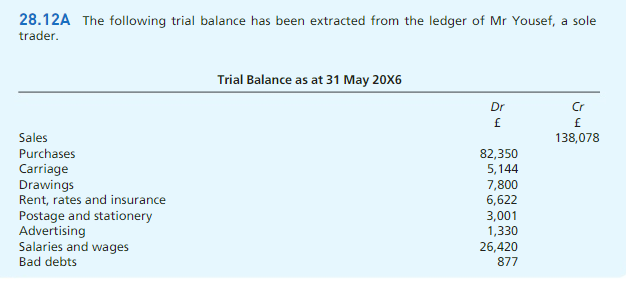 28.12A The following trial balance has been extracted from the ledger of Mr Yousef, a sole
trader.
Trial Balance as at 31 May 20X6
Dr Cr
£ £
Sales 138,078
Purchases 82,350
Carriage 5,144
Drawings 7,800
Rent, rates and insurance 6,622
Postage and stationery 3,001
Advertising 1,330
Salaries and wages 26,420
Bad debts 877